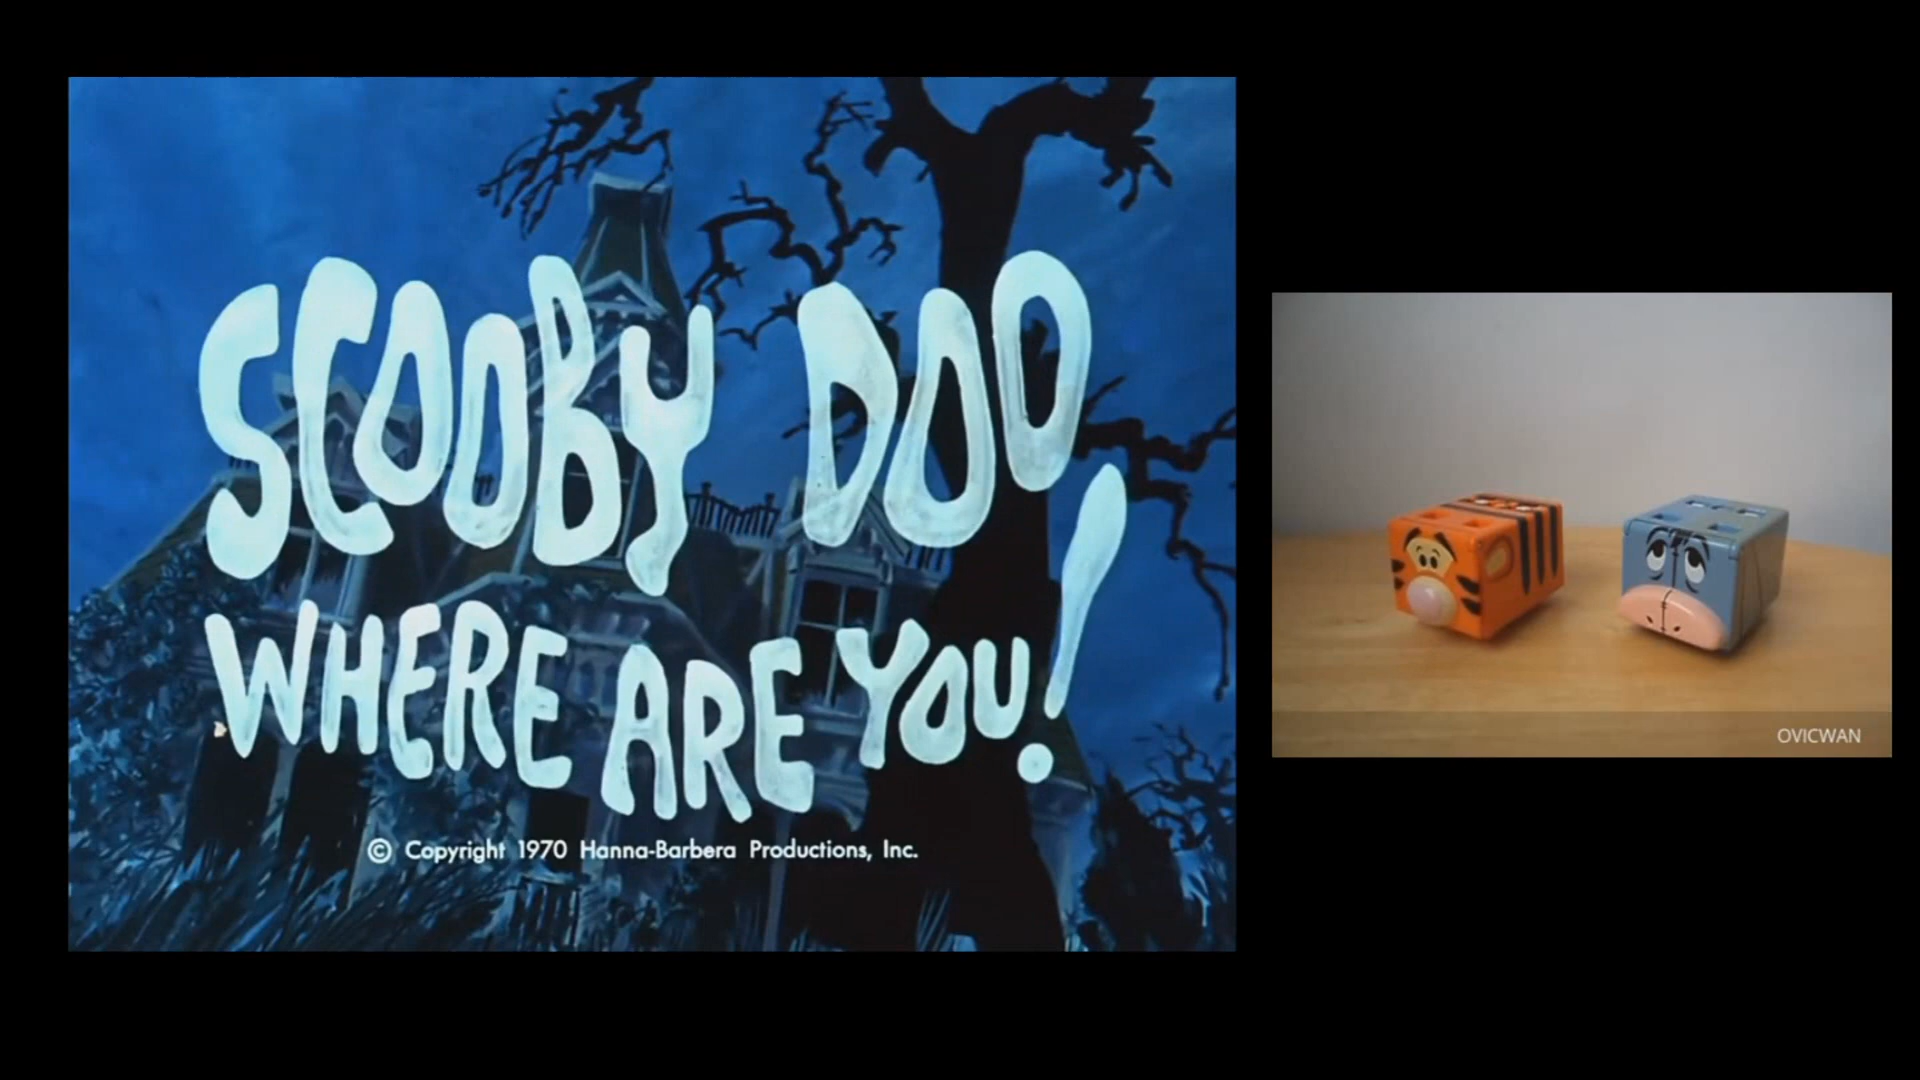 SCOOBY DOO,
WHERE ARE YOU!
© Copyright 1970 Hanna-Barbera Productions, Inc.
OVICWAN